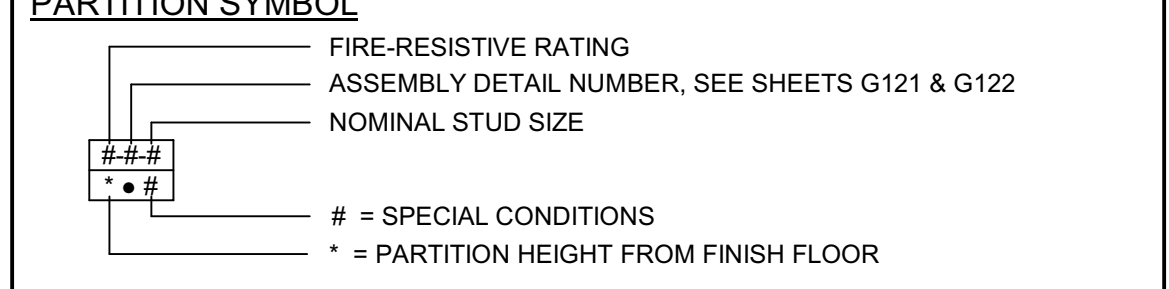 PARTITION SYMBOL
FIRE-RESISTIVE RATING
ASSEMBLY DETAIL NUMBER, SEE SHEETS G121 & G122
NOMINAL STUD SIZE
#-#-#
* ● #
# = SPECIAL CONDITIONS
* = PARTITION HEIGHT FROM FINISH FLOOR